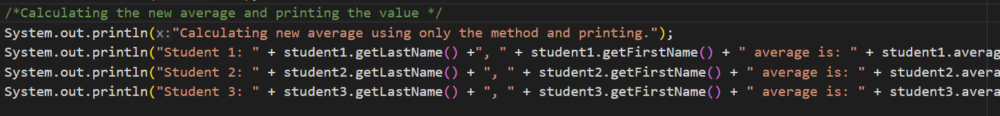 /*Calculating the new average and printing the value */
System.out.println(x:"Calculating new average using only the method and printing.");
System.out.println("Student 1: " + student1.getLastName() +", " + student1.getFirstName() + " average is: " + student1.averag
System.out.println("Student 2: " + student2.getLastName() + ", " + student2.getFirstName() + " average is: " + student2.avera
System.out.println("Student 3: " + student3.getLastName() + ", " + student3.getFirstName() + " average is: " + student3.avera